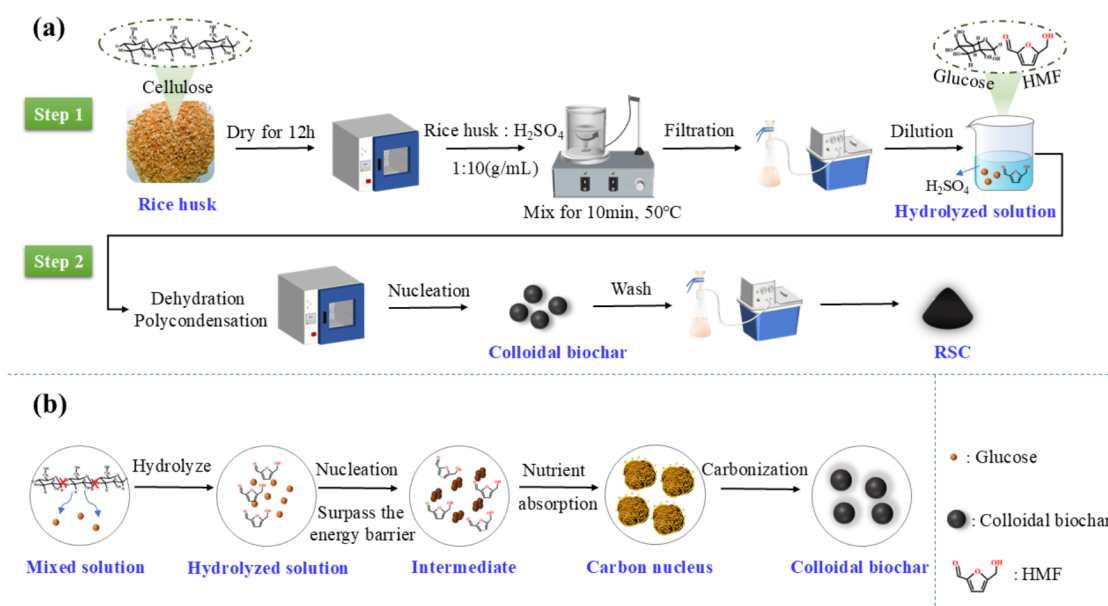 (a)
Cellulose
Glucose
HMF
Step 1
Dry for 12h
Rice husk : H₂SO₄
1:10(g/mL)
Filtration
Dilution
H₂SO₄
Rice husk
Mix for 10min, 50℃
Hydrolyzed solution
Step 2
Dehydration
Polycondensation
Nucleation
Wash
Colloidal biochar
RSC
(b)
Hydrolyze
Nucleation
Surpass the
energy barrier
Nutrient
absorption
Carbonization
Mixed solution
Hydrolyzed solution
Intermediate
Carbon nucleus
Colloidal biochar
: Glucose
: Colloidal biochar
: HMF